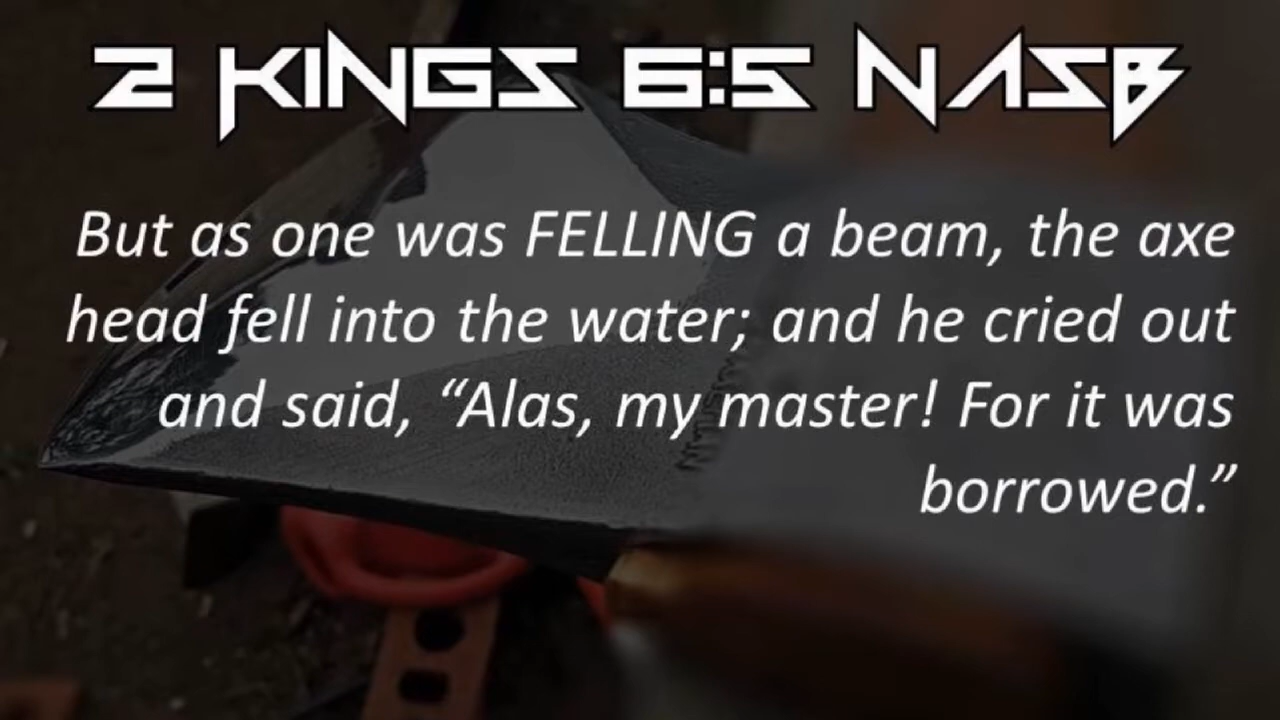 2 KINGS 6:5 NASB
But as one was FELLING a beam, the axe
head fell into the water; and he cried out
and said, “Alas, my master! For it was
borrowed.”